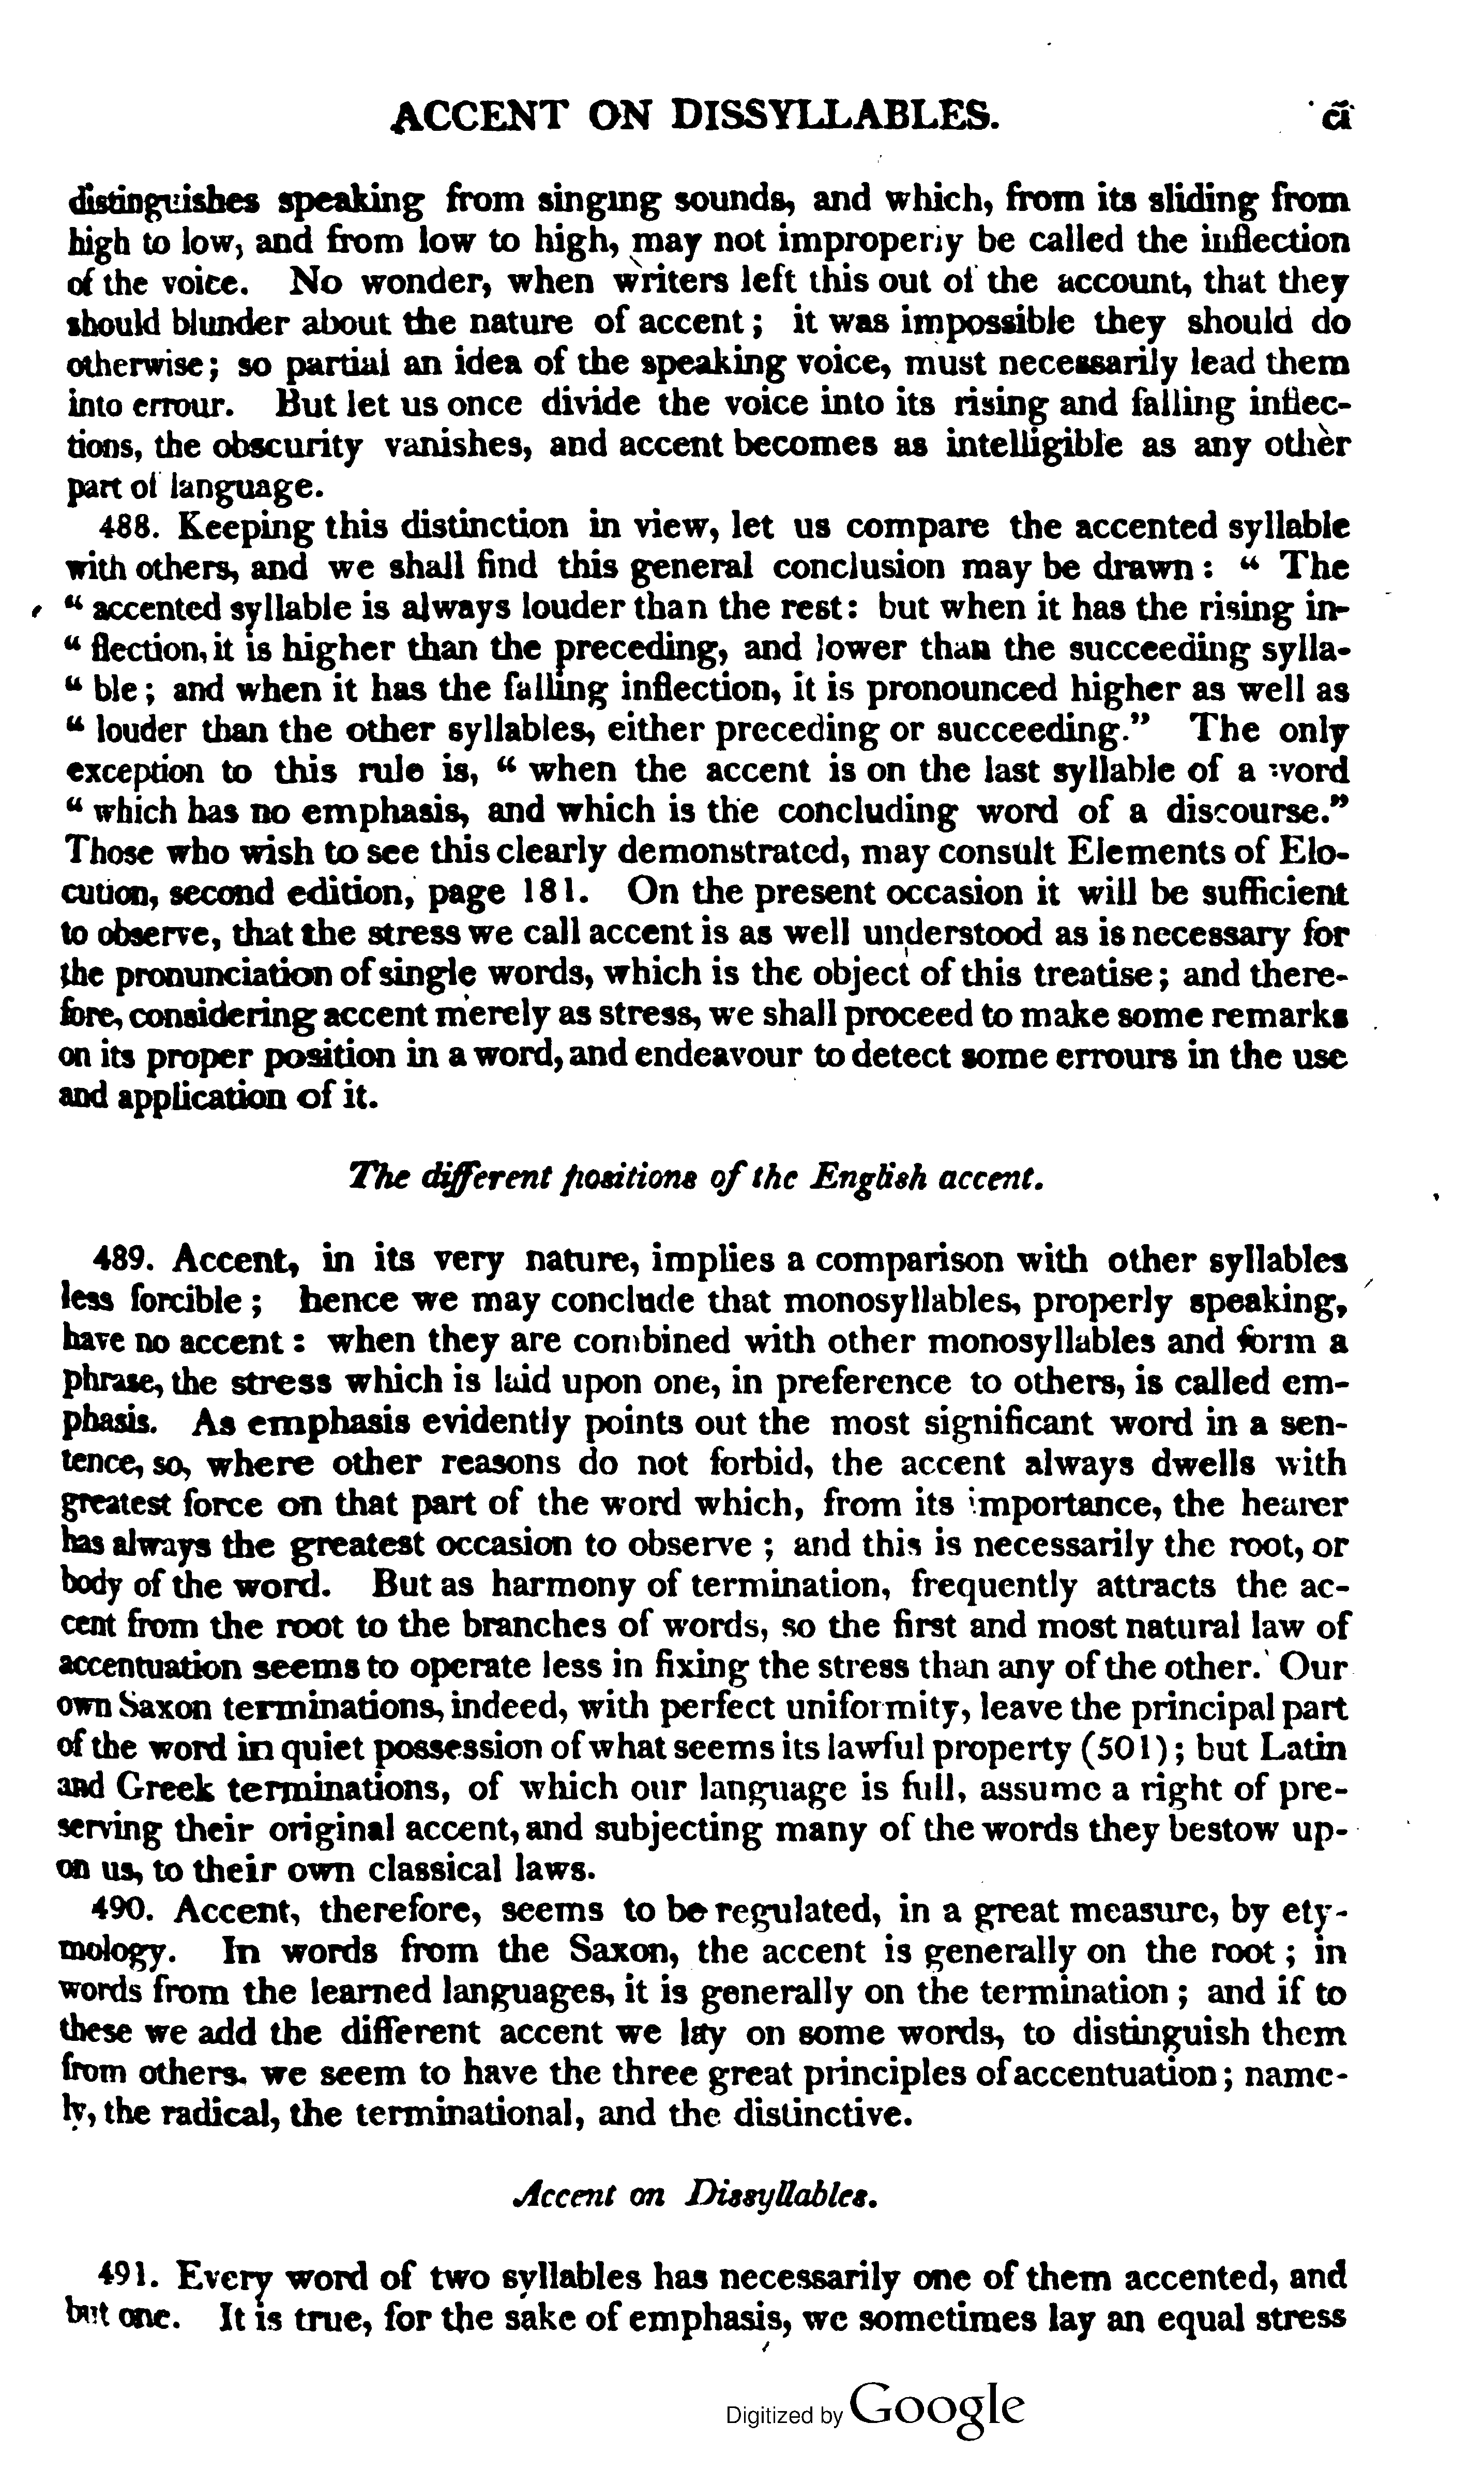 ACCENT ON DISSYLLABLES. ci
distinguishes speaking from singing sounds, and which, from its sliding from
high to low, and from low to high, may not improperly be called the inflection
of the voice. No wonder, when writers left this out of the account, that they
should blunder about the nature of accent; it was impossible they should do
otherwise; so partial an idea of the speaking voice, must necessarily lead them
into errour. But let us once divide the voice into its rising and falling inflec-
tions, the obscurity vanishes, and accent becomes as intelligible as any other
part of language.
488. Keeping this distinction in view, let us compare the accented syllable
with others, and we shall find this general conclusion may be drawn: “ The
“ accented syllable is always louder than the rest: but when it has the rising in-
“ flection, it is higher than the preceding, and lower than the succeeding sylla-
“ ble; and when it has the falling inflection, it is pronounced higher as well as
“ louder than the other syllables, either preceding or succeeding.” The only
exception to this rule is, “ when the accent is on the last syllable of a word
“ which has no emphasis, and which is the concluding word of a discourse.”
Those who wish to see this clearly demonstrated, may consult Elements of Elo-
cution, second edition, page 181. On the present occasion it will be sufficient
to observe, that the stress we call accent is as well understood as is necessary for
the pronunciation of single words, which is the object of this treatise; and there-
fore, considering accent merely as stress, we shall proceed to make some remarks
on its proper position in a word, and endeavour to detect some errours in the use
and application of it.
The different positions of the English accent.
489. Accent, in its very nature, implies a comparison with other syllables
less forcible; hence we may conclude that monosyllables, properly speaking,
have no accent: when they are combined with other monosyllables and form a
phrase, the stress which is laid upon one, in preference to others, is called em-
phasis. As emphasis evidently points out the most significant word in a sen-
tence, so, where other reasons do not forbid, the accent always dwells with
greatest force on that part of the word which, from its importance, the hearer
has always the greatest occasion to observe; and this is necessarily the root, or
body of the word. But as harmony of termination, frequently attracts the ac-
cent from the root to the branches of words, so the first and most natural law of
accentuation seems to operate less in fixing the stress than any of the other. Our
own Saxon terminations, indeed, with perfect uniformity, leave the principal part
of the word in quiet possession of what seems its lawful property (501); but Latin
and Greek terminations, of which our language is full, assume a right of pre-
serving their original accent, and subjecting many of the words they bestow up-
on us, to their own classical laws.
490. Accent, therefore, seems to be regulated, in a great measure, by ety-
mology. In words from the Saxon, the accent is generally on the root; in
words from the learned languages, it is generally on the termination; and if to
these we add the different accent we lay on some words, to distinguish them
from others, we seem to have the three great principles of accentuation; name-
ly, the radical, the terminational, and the distinctive.
Accent on Dissyllables.
491. Every word of two syllables has necessarily one of them accented, and
but one. It is true, for the sake of emphasis, we sometimes lay an equal stress
Digitized by Google